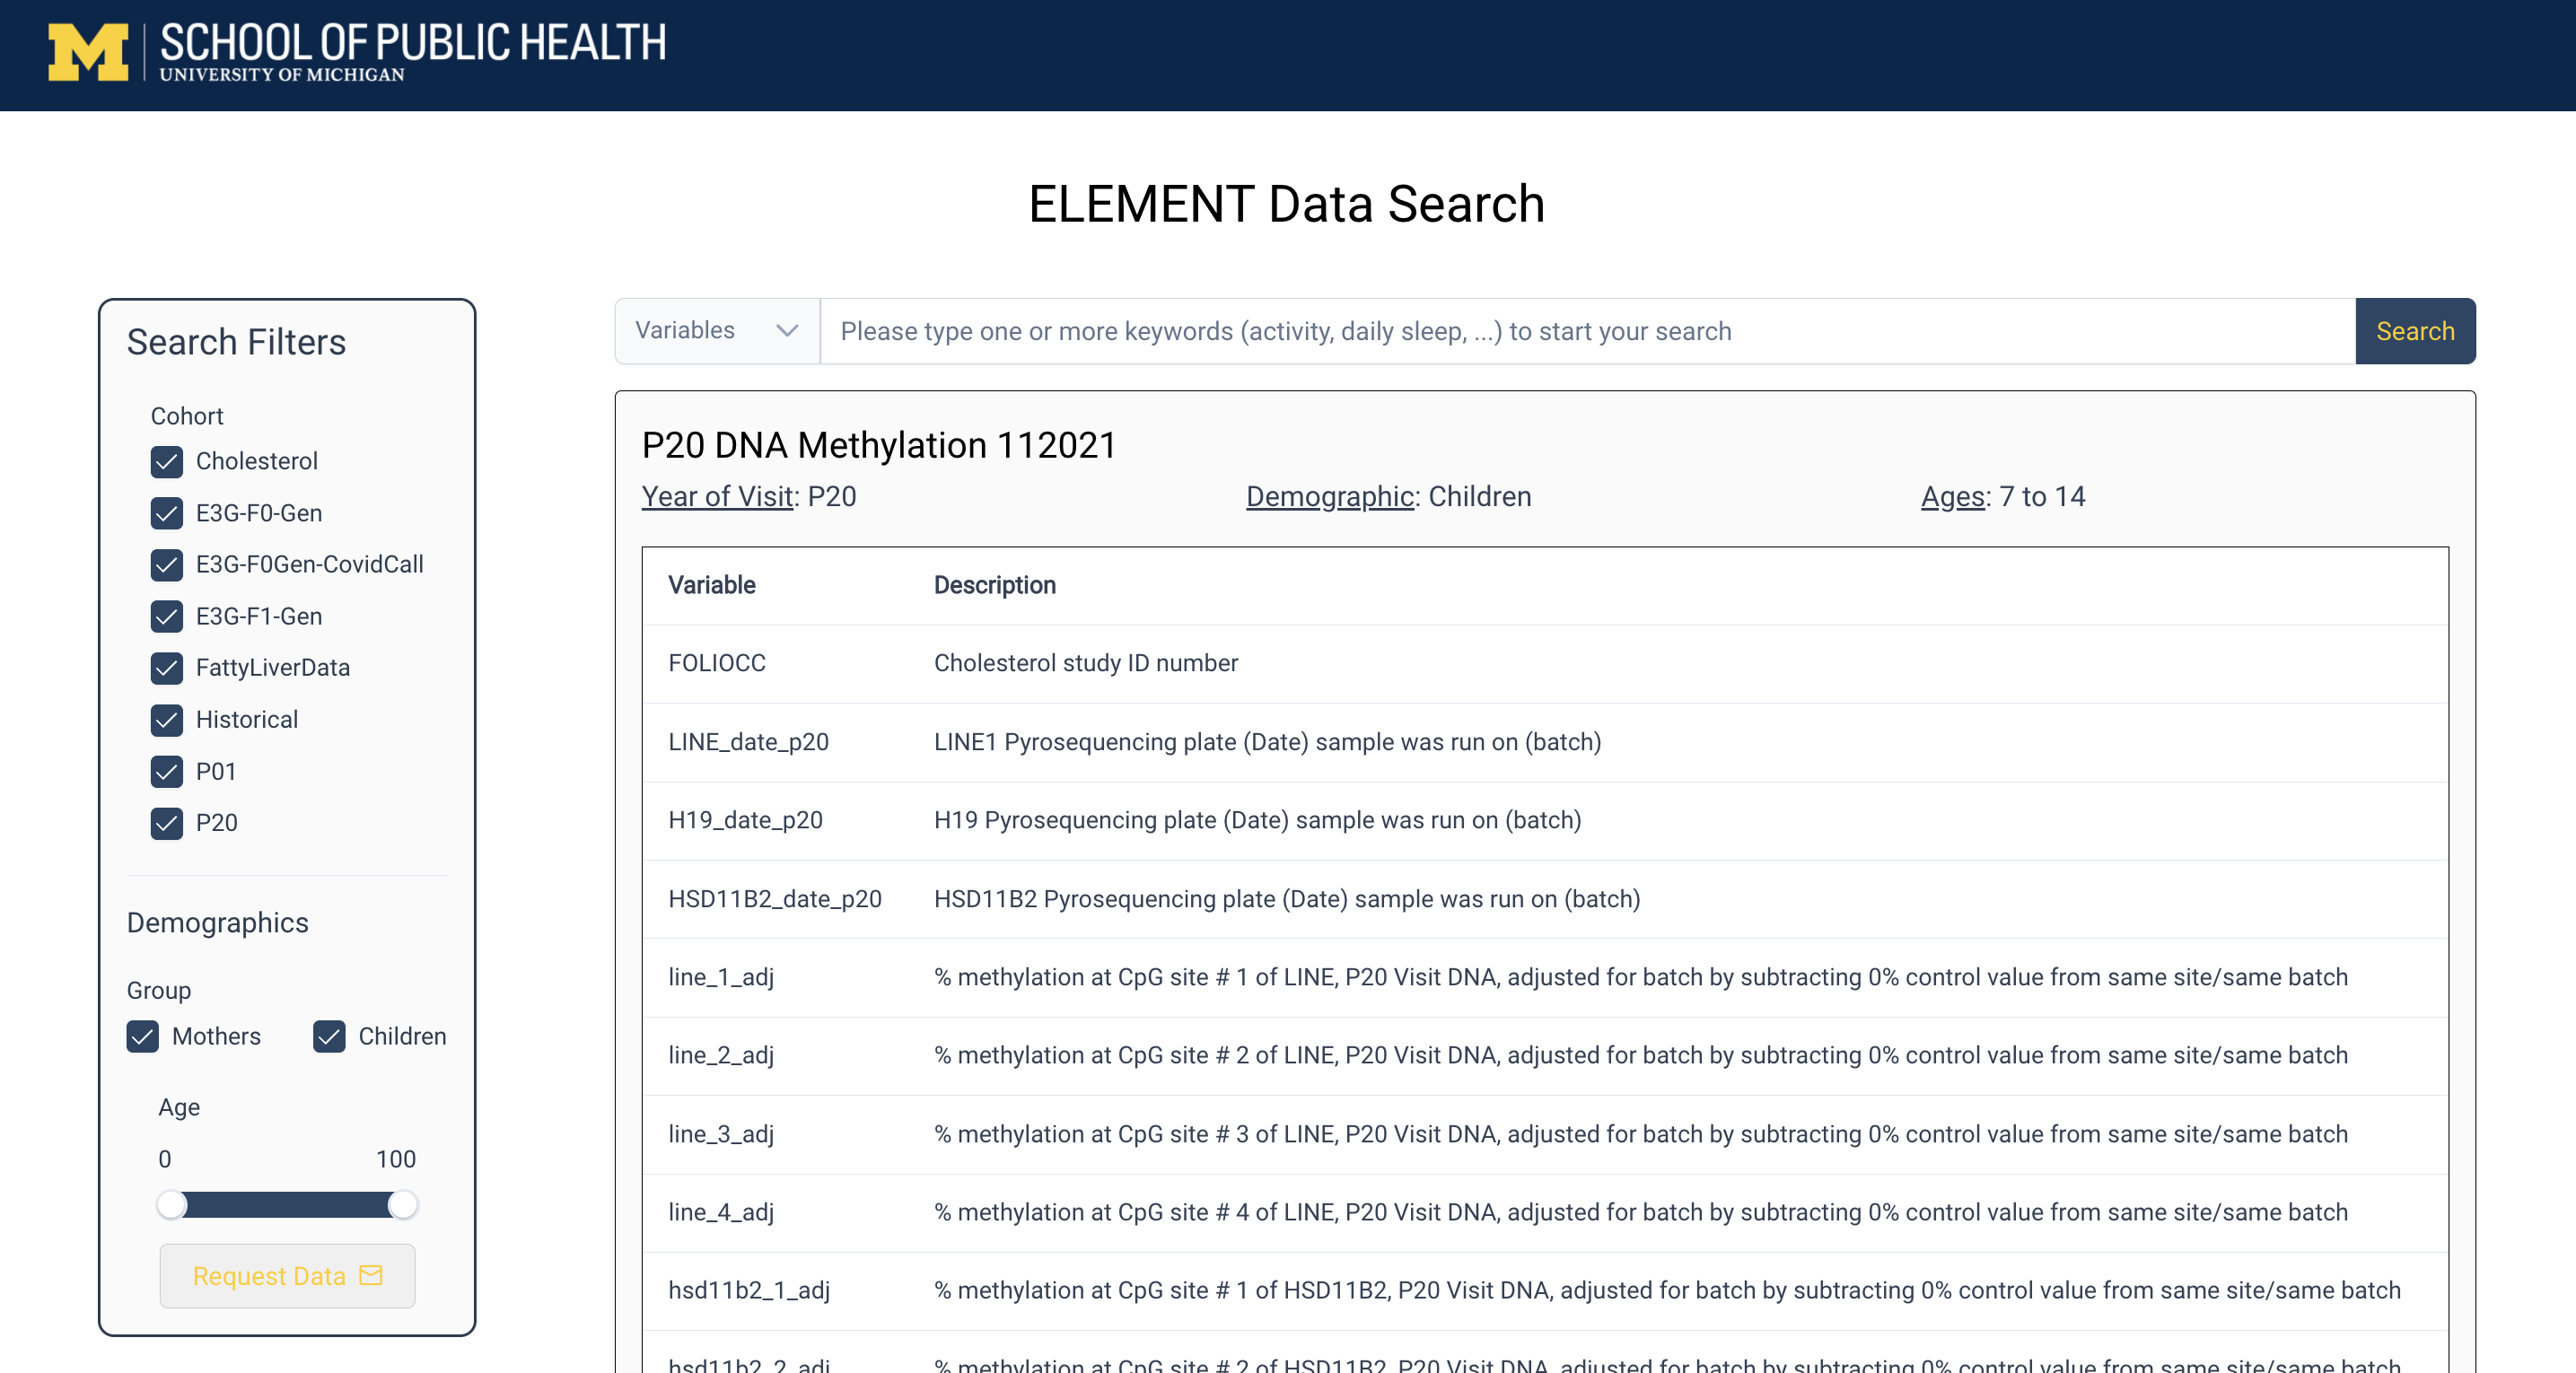 M SCHOOL OF PUBLIC HEALTH
UNIVERSITY OF MICHIGAN
ELEMENT Data Search
Search Filters
Cohort
Cholesterol
E3G-F0-Gen
E3G-F0Gen-CovidCall
E3G-F1-Gen
FattyLiverData
Historical
P01
P20
Demographics
Group
Mothers Children
Age
0 100
Request Data
Variables Please type one or more keywords (activity, daily sleep, ...) to start your search Search
P20 DNA Methylation 112021
Year of Visit: P20 Demographic: Children Ages: 7 to 14
Variable Description
FOLIOCC Cholesterol study ID number
LINE_date_p20 LINE1 Pyrosequencing plate (Date) sample was run on (batch)
H19_date_p20 H19 Pyrosequencing plate (Date) sample was run on (batch)
HSD11B2_date_p20 HSD11B2 Pyrosequencing plate (Date) sample was run on (batch)
line_1_adj % methylation at CpG site # 1 of LINE, P20 Visit DNA, adjusted for batch by subtracting 0% control value from same site/same batch
line_2_adj % methylation at CpG site # 2 of LINE, P20 Visit DNA, adjusted for batch by subtracting 0% control value from same site/same batch
line_3_adj % methylation at CpG site # 3 of LINE, P20 Visit DNA, adjusted for batch by subtracting 0% control value from same site/same batch
line_4_adj % methylation at CpG site # 4 of LINE, P20 Visit DNA, adjusted for batch by subtracting 0% control value from same site/same batch
hsd11b2_1_adj % methylation at CpG site # 1 of HSD11B2, P20 Visit DNA, adjusted for batch by subtracting 0% control value from same site/same batch
hsd11b2_2_adj % methylation at CpG site # 2 of HSD11B2, P20 Visit DNA, adjusted for batch by subtracting 0% control value from same site/same batch